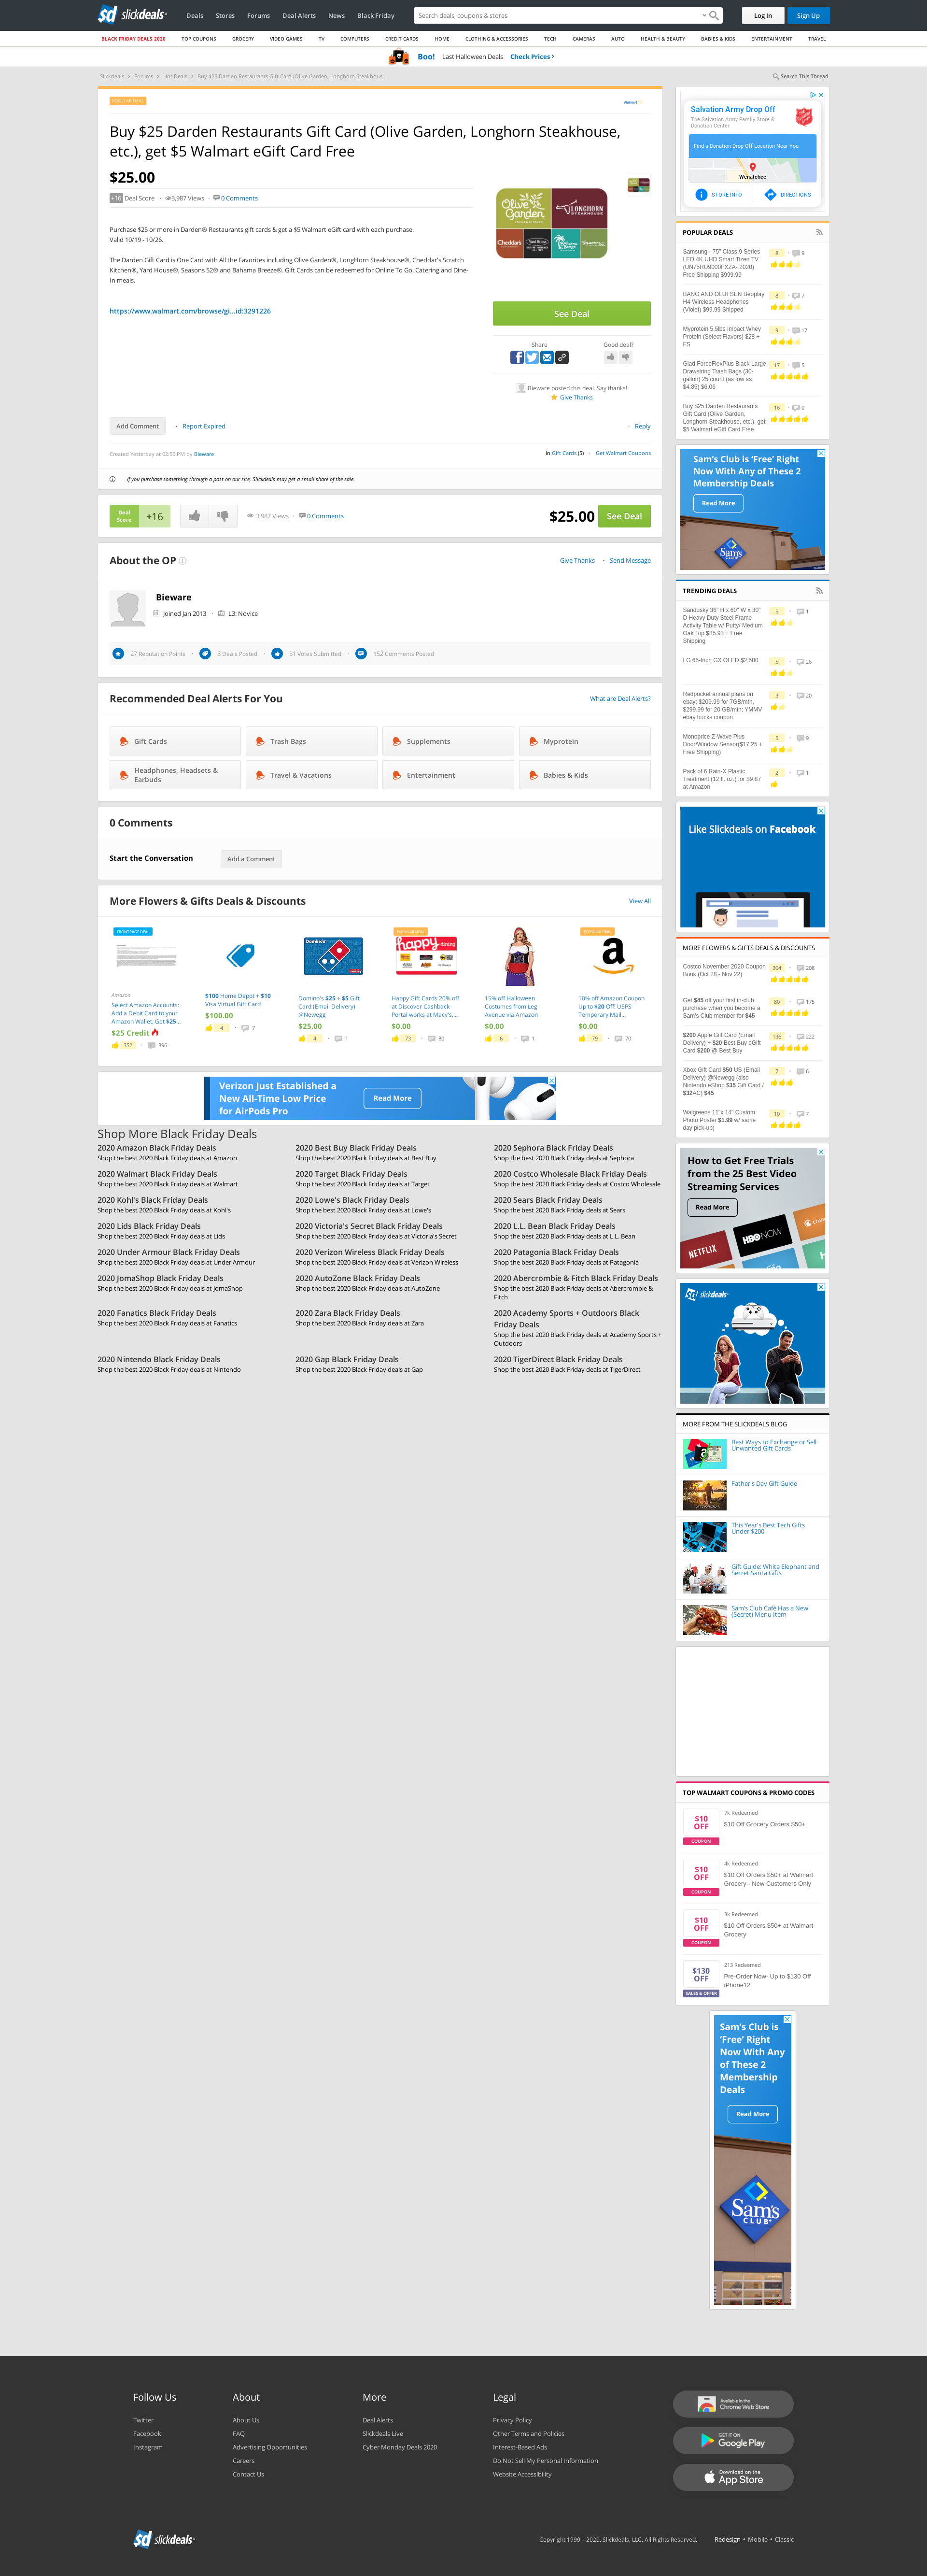 slickdeals
Deals
Stores
Forums
Deal Alerts
News
Black Friday
Search deals, coupons & stores
Log In
Sign Up
BLACK FRIDAY DEALS 2020
TOP COUPONS
GROCERY
VIDEO GAMES
TV
COMPUTERS
CREDIT CARDS
HOME
CLOTHING & ACCESSORIES
TECH
CAMERAS
AUTO
HEALTH & BEAUTY
BABIES & KIDS
ENTERTAINMENT
TRAVEL
Boo! Last Halloween Deals Check Prices
Slickdeals
Forums
Hot Deals
Buy $25 Darden Restaurants Gift Card (Olive Garden, Longhorn Steakhous...
Search This Thread
POPULAR DEAL
Walmart
Buy $25 Darden Restaurants Gift Card (Olive Garden, Longhorn Steakhouse,
etc.), get $5 Walmart eGift Card Free
$25.00
+16 Deal Score
3,987 Views
0 Comments
Purchase $25 or more in Darden® Restaurants gift cards & get a $5 Walmart eGift card with each purchase.
Valid 10/19 - 10/26.
The Darden Gift Card is One Card with All the Favorites including Olive Garden®, LongHorn Steakhouse®, Cheddar's Scratch
Kitchen®, Yard House®, Seasons 52® and Bahama Breeze®. Gift Cards can be redeemed for Online To Go, Catering and Dine-
In meals.
https://www.walmart.com/browse/gi...id:3291226
Olive Garden
LONGHORN
STEAKHOUSE
Cheddar's
See Deal
Share
Good deal?
Bieware posted this deal. Say thanks!
Give Thanks
Add Comment
Report Expired
Reply
Created Yesterday at 02:56 PM by Bieware
in Gift Cards (5)
Get Walmart Coupons
If you purchase something through a post on our site, Slickdeals may get a small share of the sale.
Deal
Score
+16
3,987 Views
0 Comments
$25.00
See Deal
About the OP
Give Thanks
Send Message
Bieware
Joined Jan 2013
L3: Novice
27 Reputation Points
3 Deals Posted
51 Votes Submitted
152 Comments Posted
Recommended Deal Alerts For You
What are Deal Alerts?
Gift Cards
Trash Bags
Supplements
Myprotein
Headphones, Headsets &
Earbuds
Travel & Vacations
Entertainment
Babies & Kids
0 Comments
Start the Conversation
Add a Comment
More Flowers & Gifts Deals & Discounts
View All
FRONTPAGE DEAL
Amazon
Select Amazon Accounts:
Add a Debit Card to your
Amazon Wallet, Get $25...
$25 Credit
352
396
$100 Home Depot + $10
Visa Virtual Gift Card
$100.00
4
7
Domino's
Domino's $25 + $5 Gift
Card (Email Delivery)
@Newegg
$25.00
4
1
POPULAR DEAL
happy dining
Happy Gift Cards 20% off
at Discover Cashback
Portal works at Macy's,...
$0.00
73
80
15% off Halloween
Costumes from Leg
Avenue via Amazon
$0.00
6
1
POPULAR DEAL
10% off Amazon Coupon
Up to $20 Off! USPS
Temporary Mail...
$0.00
79
70
Verizon Just Established a
New All-Time Low Price
for AirPods Pro
Read More
Shop More Black Friday Deals
2020 Amazon Black Friday Deals
Shop the best 2020 Black Friday deals at Amazon
2020 Best Buy Black Friday Deals
Shop the best 2020 Black Friday deals at Best Buy
2020 Sephora Black Friday Deals
Shop the best 2020 Black Friday deals at Sephora
2020 Walmart Black Friday Deals
Shop the best 2020 Black Friday deals at Walmart
2020 Target Black Friday Deals
Shop the best 2020 Black Friday deals at Target
2020 Costco Wholesale Black Friday Deals
Shop the best 2020 Black Friday deals at Costco Wholesale
2020 Kohl's Black Friday Deals
Shop the best 2020 Black Friday deals at Kohl's
2020 Lowe's Black Friday Deals
Shop the best 2020 Black Friday deals at Lowe's
2020 Sears Black Friday Deals
Shop the best 2020 Black Friday deals at Sears
2020 Lids Black Friday Deals
Shop the best 2020 Black Friday deals at Lids
2020 Victoria's Secret Black Friday Deals
Shop the best 2020 Black Friday deals at Victoria's Secret
2020 L.L. Bean Black Friday Deals
Shop the best 2020 Black Friday deals at L.L. Bean
2020 Under Armour Black Friday Deals
Shop the best 2020 Black Friday deals at Under Armour
2020 Verizon Wireless Black Friday Deals
Shop the best 2020 Black Friday deals at Verizon Wireless
2020 Patagonia Black Friday Deals
Shop the best 2020 Black Friday deals at Patagonia
2020 JomaShop Black Friday Deals
Shop the best 2020 Black Friday deals at JomaShop
2020 AutoZone Black Friday Deals
Shop the best 2020 Black Friday deals at AutoZone
2020 Abercrombie & Fitch Black Friday Deals
Shop the best 2020 Black Friday deals at Abercrombie &
Fitch
2020 Fanatics Black Friday Deals
Shop the best 2020 Black Friday deals at Fanatics
2020 Zara Black Friday Deals
Shop the best 2020 Black Friday deals at Zara
2020 Academy Sports + Outdoors Black
Friday Deals
Shop the best 2020 Black Friday deals at Academy Sports +
Outdoors
2020 Nintendo Black Friday Deals
Shop the best 2020 Black Friday deals at Nintendo
2020 Gap Black Friday Deals
Shop the best 2020 Black Friday deals at Gap
2020 TigerDirect Black Friday Deals
Shop the best 2020 Black Friday deals at TigerDirect
Salvation Army Drop Off
The Salvation Army Family Store &
Donation Center
Find a Donation Drop Off Location Near You
Wenatchee
STORE INFO
DIRECTIONS
POPULAR DEALS
Samsung - 75" Class 9 Series
LED 4K UHD Smart Tizen TV
(UN75RU9000FXZA- 2020)
Free Shipping $999.99
8
9
BANG AND OLUFSEN Beoplay
H4 Wireless Headphones
(Violet) $99.99 Shipped
8
7
Myprotein 5.5lbs Impact Whey
Protein (Select Flavors) $28 +
FS
9
17
Glad ForceFlexPlus Black Large
Drawstring Trash Bags (30-
gallon) 25 count (as low as
$4.85) $6.06
17
5
Buy $25 Darden Restaurants
Gift Card (Olive Garden,
Longhorn Steakhouse, etc.), get
$5 Walmart eGift Card Free
16
0
Sam's Club is 'Free' Right
Now With Any of These 2
Membership Deals
Read More
Sam's
CLUB
TRENDING DEALS
Sandusky 36" H x 60" W x 30"
D Heavy Duty Steel Frame
Activity Table w/ Putty/ Medium
Oak Top $85.93 + Free
Shipping
5
1
LG 65-Inch GX OLED $2,500
5
26
Redpocket annual plans on
ebay; $209.99 for 7GB/mth,
$299.99 for 20 GB/mth; YMMV
ebay bucks coupon
3
20
Monoprice Z-Wave Plus
Door/Window Sensor($17.25 +
Free Shipping)
5
9
Pack of 6 Rain-X Plastic
Treatment (12 fl. oz.) for $9.87
at Amazon
2
1
Like Slickdeals on Facebook
MORE FLOWERS & GIFTS DEALS & DISCOUNTS
Costco November 2020 Coupon
Book (Oct 28 - Nov 22)
304
208
Get $45 off your first in-club
purchase when you become a
Sam's Club member for $45
80
175
$200 Apple Gift Card (Email
Delivery) + $20 Best Buy eGift
Card $200 @ Best Buy
136
222
Xbox Gift Card $50 US (Email
Delivery) @Newegg (also
Nintendo eShop $35 Gift Card /
$32AC) $45
7
6
Walgreens 11"x 14" Custom
Photo Poster $1.99 w/ same
day pick-up)
10
7
How to Get Free Trials
from the 25 Best Video
Streaming Services
Read More
NETFLIX
HBO NOW
slickdeals
MORE FROM THE SLICKDEALS BLOG
Best Ways to Exchange or Sell
Unwanted Gift Cards
Father's Day Gift Guide
This Year's Best Tech Gifts
Under $200
Gift Guide: White Elephant and
Secret Santa Gifts
Sam's Club Café Has a New
(Secret) Menu Item
TOP WALMART COUPONS & PROMO CODES
$10
OFF
COUPON
7k Redeemed
$10 Off Grocery Orders $50+
$10
OFF
COUPON
4k Redeemed
$10 Off Orders $50+ at Walmart
Grocery - New Customers Only
$10
OFF
COUPON
3k Redeemed
$10 Off Orders $50+ at Walmart
Grocery
$130
OFF
SALES & OFFER
213 Redeemed
Pre-Order Now- Up to $130 Off
iPhone12
Sam's Club is
'Free' Right
Now With Any
of These 2
Membership
Deals
Read More
Sam's
CLUB
Follow Us
Twitter
Facebook
Instagram
About
About Us
FAQ
Advertising Opportunities
Careers
Contact Us
More
Deal Alerts
Slickdeals Live
Cyber Monday Deals 2020
Legal
Privacy Policy
Other Terms and Policies
Interest-Based Ads
Do Not Sell My Personal Information
Website Accessibility
Available in the
Chrome Web Store
GET IT ON
Google Play
Download on the
App Store
slickdeals
Copyright 1999 – 2020. Slickdeals, LLC. All Rights Reserved.
Redesign • Mobile • Classic